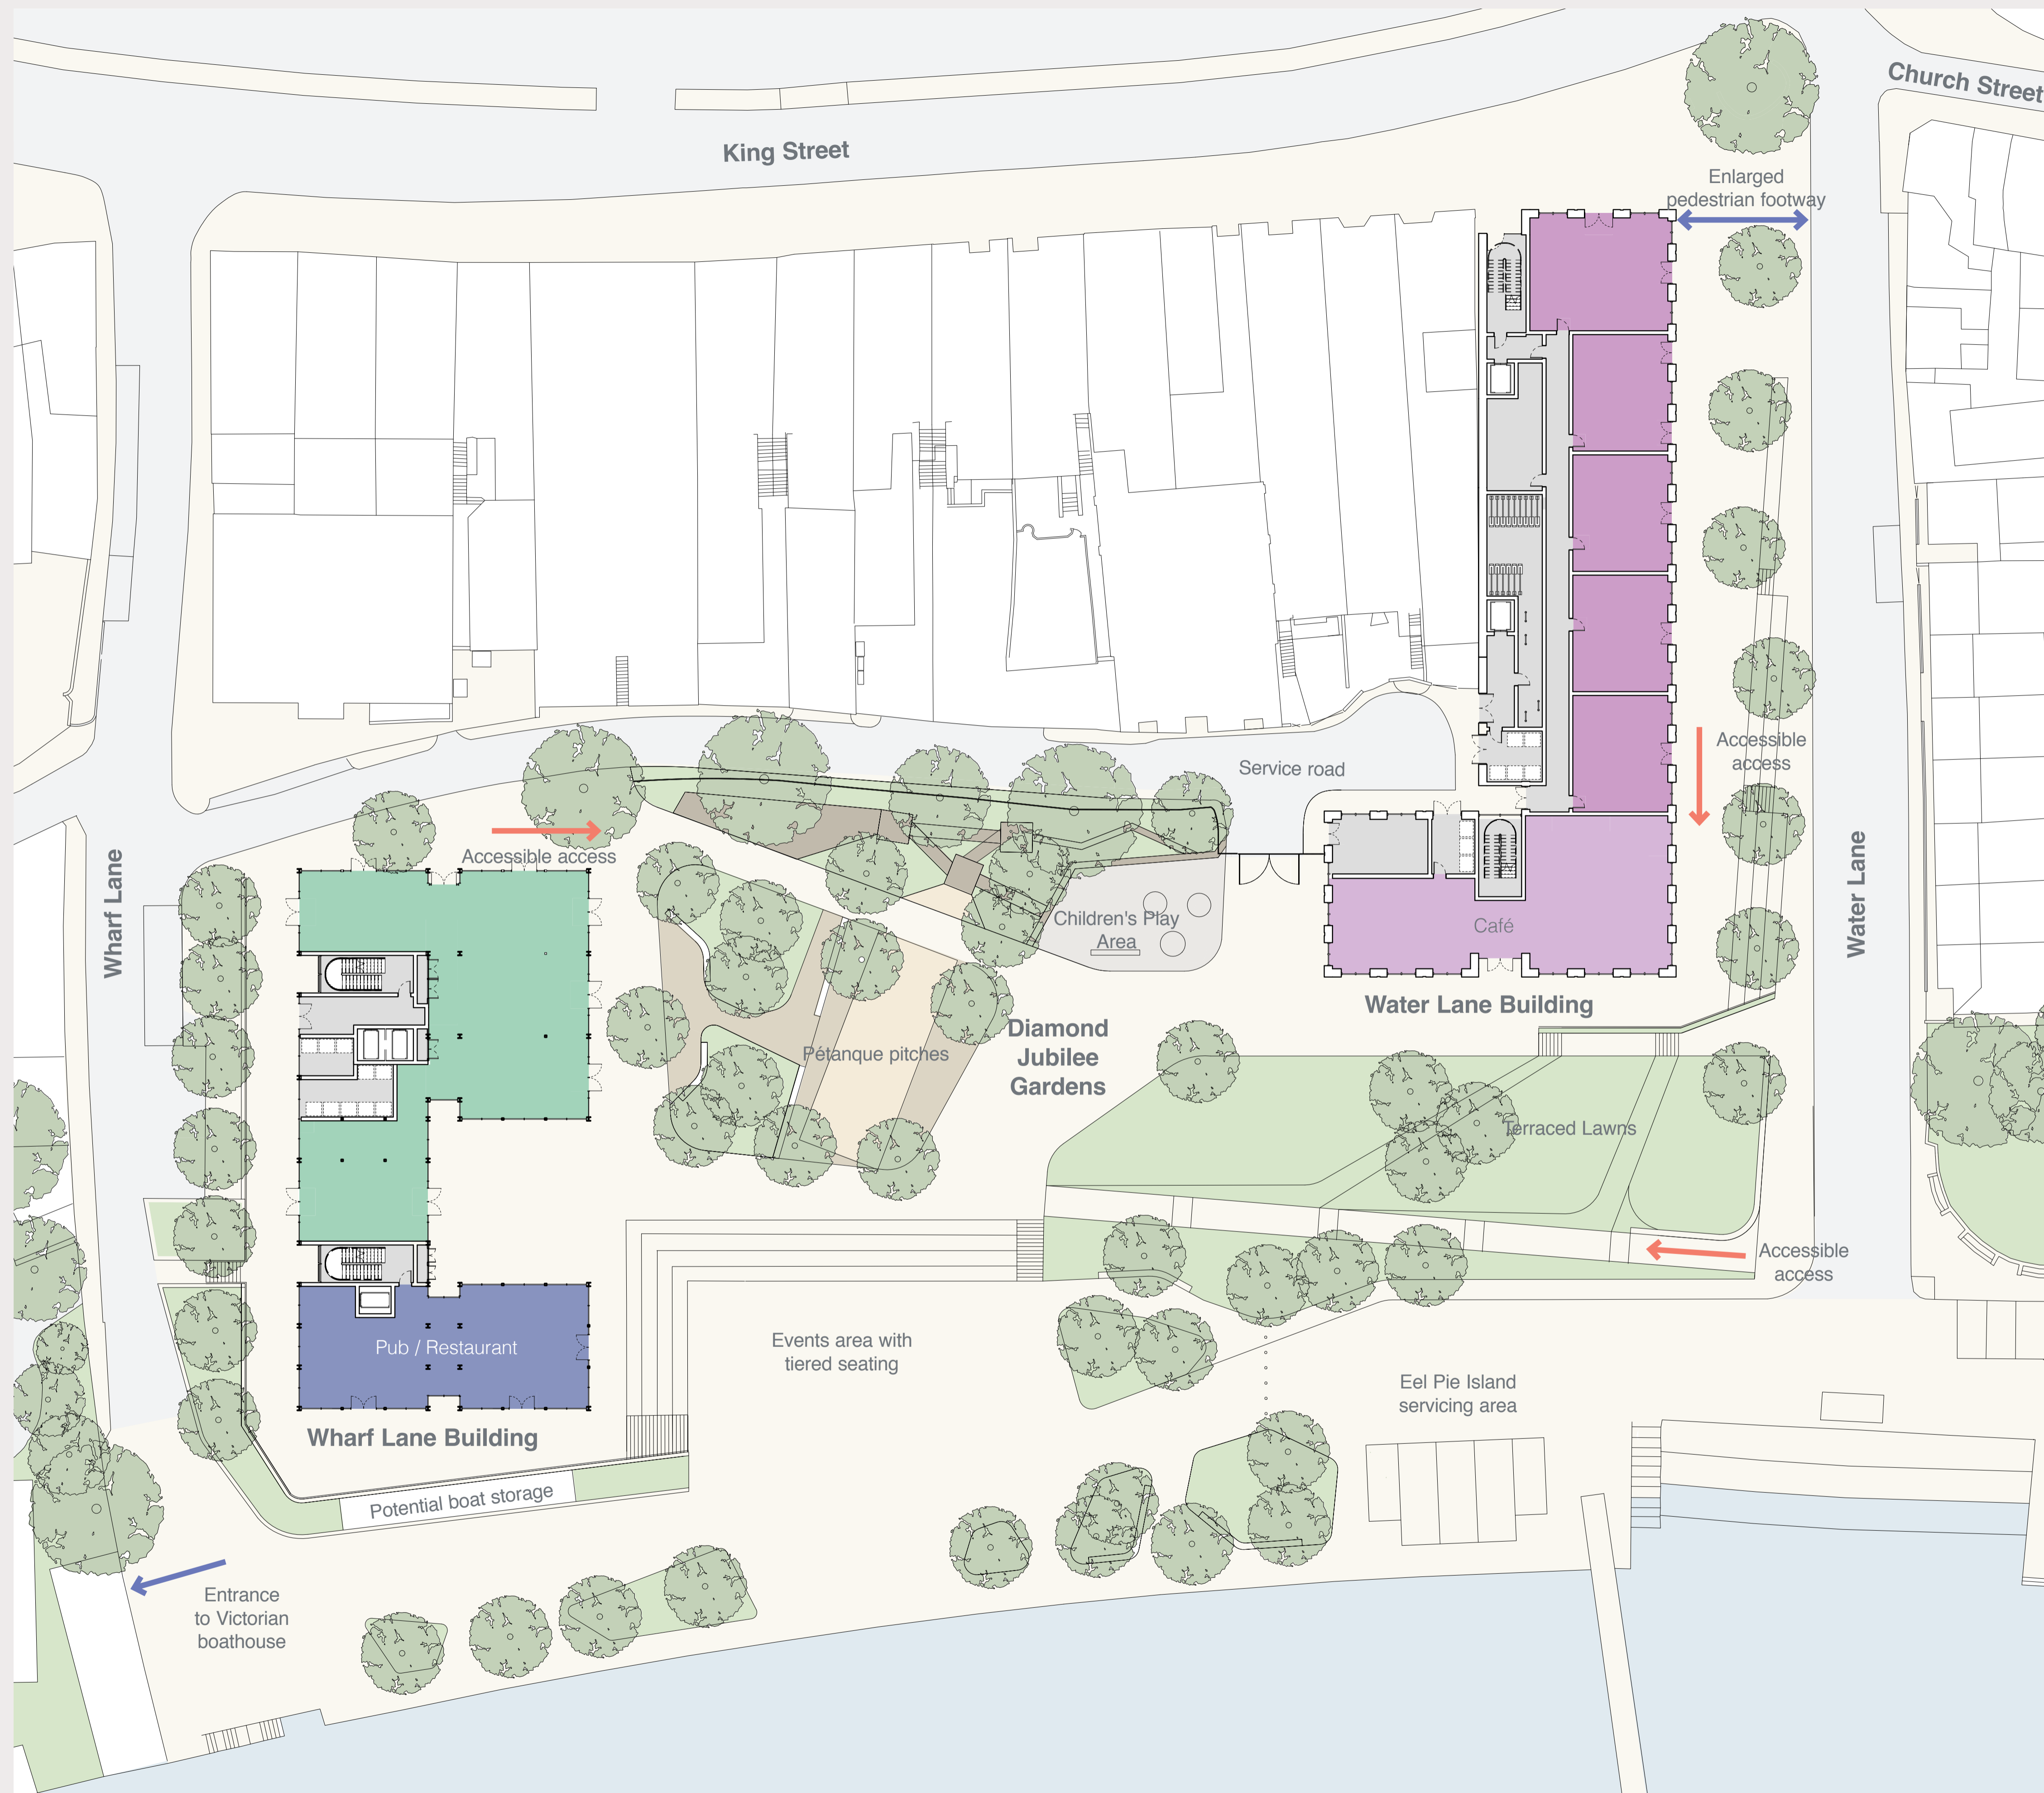 Church Street
King Street
Enlarged
pedestrian footway
Accessible
access
Service road
Accessible access
Wharf Lane
Water Lane
Children's Play
Area
Café
Water Lane Building
Diamond
Jubilee
Gardens
Pétanque pitches
Terraced Lawns
Accessible
access
Pub / Restaurant
Events area with
tiered seating
Eel Pie Island
servicing area
Wharf Lane Building
Potential boat storage
Entrance
to Victorian
boathouse